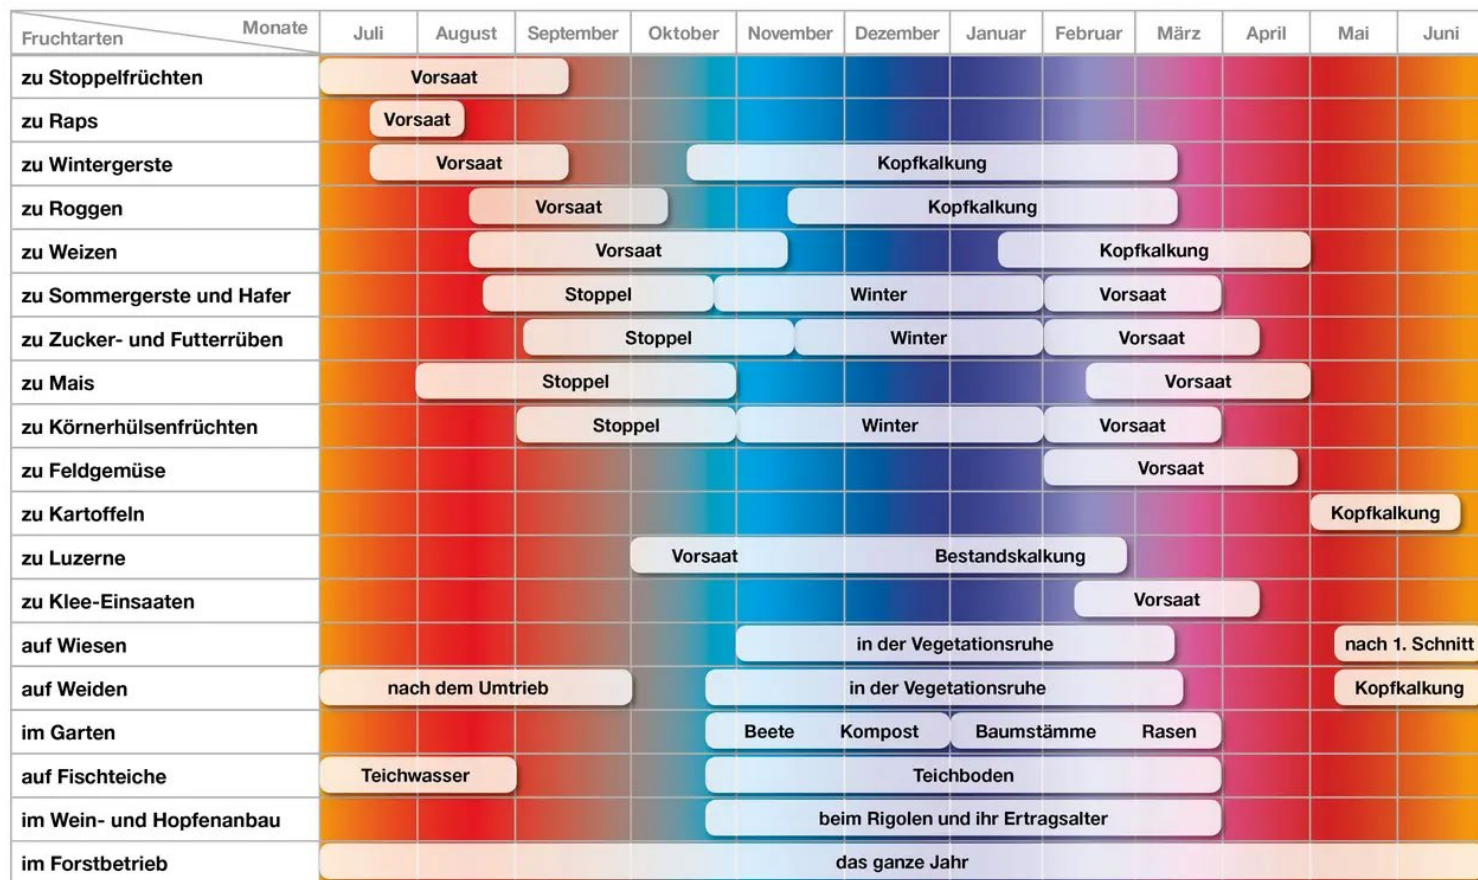 Fruchtarten Monate Juli August September Oktober November Dezember Januar Februar März April Mai Juni
zu Stoppelfrüchten Vorsaat
zu Raps Vorsaat
zu Wintergerste Vorsaat Kopfkalkung
zu Roggen Vorsaat Kopfkalkung
zu Weizen Vorsaat Kopfkalkung
zu Sommergerste und Hafer Stoppel Winter Vorsaat
zu Zucker- und Futterrüben Stoppel Winter Vorsaat
zu Mais Stoppel Vorsaat
zu Körnerhülsenfrüchten Stoppel Winter Vorsaat
zu Feldgemüse Vorsaat
zu Kartoffeln Kopfkalkung
zu Luzerne Vorsaat Bestandskalkung
zu Klee-Einsaaten Vorsaat
auf Wiesen in der Vegetationsruhe nach 1. Schnitt
auf Weiden nach dem Umtrieb in der Vegetationsruhe Kopfkalkung
im Garten Beete Kompost Baumstämme Rasen
auf Fischteiche Teichwasser Teichboden
im Wein- und Hopfenanbau beim Rigolen und ihr Ertragsalter
im Forstbetrieb das ganze Jahr